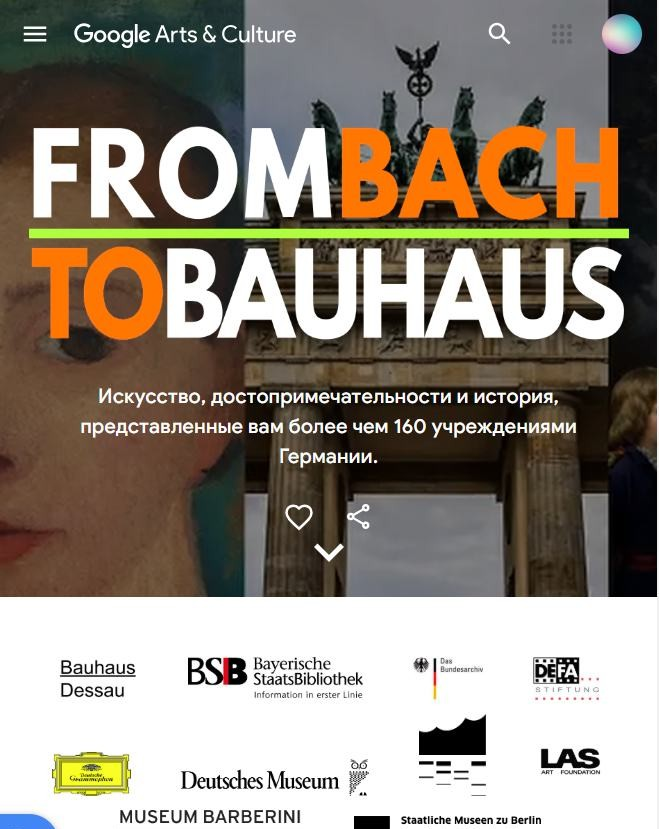 Google Arts & Culture
FROMBACH
TOBAUHAUS
Искусство, достопримечательности и история,
представленные вам более чем 160 учреждениями
Германии.
Bauhaus
Dessau
BSB Bayerische
StaatsBibliothek
Information in erster Linie
Das
Bundesarchiv
DEFA
STIFTUNG
Deutsche
Grammophon
Deutsches Museum
LAS
ART FOUNDATION
MUSEUM BARBERINI
Staatliche Museen zu Berlin